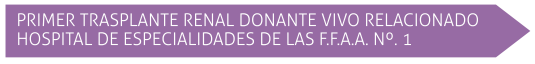 PRIMER TRASPLANTE RENAL DONANTE VIVO RELACIONADO
HOSPITAL DE ESPECIALIDADES DE LAS F.F.A.A. Nº. 1